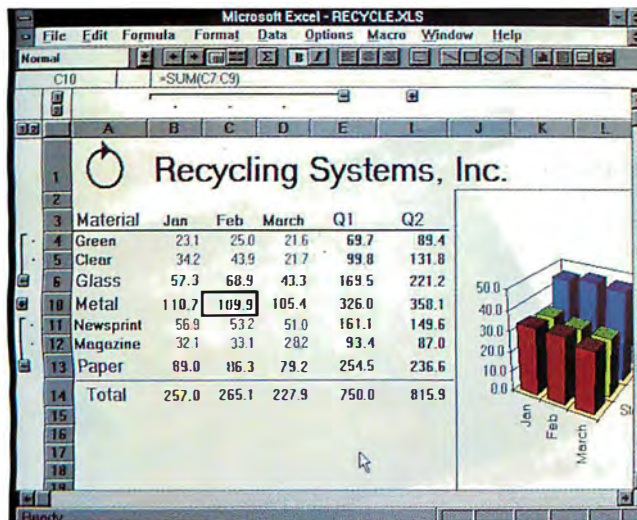 Microsoft Excel - RECYCLE.XLS
File Edit Formula Format Data Options Macro Window Help
Normal
C10 =SUM(C7:C9)
1
2
1 2 A B C D E I J K L
1 Recycling Systems, Inc.
2
3 Material Jan Feb March Q1 Q2
4 Green 23.1 25.0 21.6 69.7 89.4
5 Clear 34.2 43.9 21.7 99.8 131.8
6 Glass 57.3 68.9 43.3 169.5 221.2
10 Metal 110.7 109.9 105.4 326.0 358.1
11 Newsprint 56.9 53.2 51.0 161.1 149.6
12 Magazine 32.1 33.1 28.2 93.4 87.0
13 Paper 89.0 86.3 79.2 254.5 236.6
14 Total 257.0 265.1 227.9 750.0 815.9
15
16
17
18
19
50.0
40.0
30.0
20.0
10.0
0.0
Jan
Feb
March
Ready